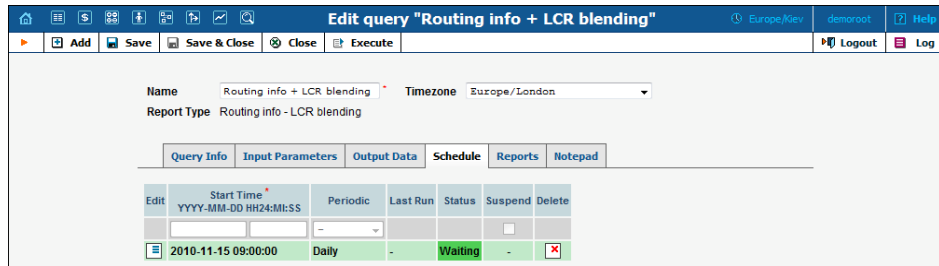 Edit query "Routing info + LCR blending" Europe/Kiev demoroot ? Help
Add Save Save & Close Close Execute Logout Log
Name Routing info + LCR blending * Timezone Europe/London
Report Type Routing info - LCR blending
Query Info Input Parameters Output Data Schedule Reports Notepad
Edit Start Time * YYYY-MM-DD HH24:MI:SS Periodic Last Run Status Suspend Delete
-
2010-11-15 09:00:00 Daily - Waiting -